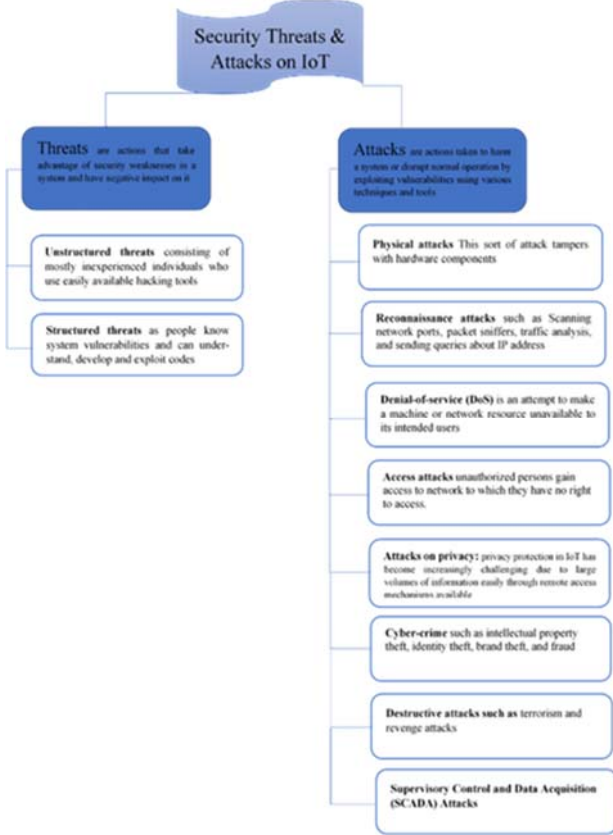 Security Threats &
Attacks on IoT
Threats are actions that take
advantage of security weaknesses in a
system and have negative impact on it
Unstructured threats consisting of
mostly inexperienced individuals who
use easily available hacking tools
Structured threats as people know
system vulnerabilities and can under-
stand, develop and exploit codes
Attacks are actions taken to harm
a system or disrupt normal operation by
exploiting vulnerabilities using various
techniques and tools
Physical attacks This sort of attack tampers
with hardware components
Reconnaissance attacks such as Scanning
network ports, packet sniffers, traffic analysis,
and sending queries about IP address
Denial-of-service (DoS) is an attempt to make
a machine or network resource unavailable to
its intended users
Access attacks unauthorized persons gain
access to network to which they have no right
to access.
Attacks on privacy: privacy protection in IoT has
become increasingly challenging due to large
volumes of information easily through remote access
mechanisms available
Cyber-crime such as intellectual property
theft, identity theft, brand theft, and fraud
Destructive attacks such as terrorism and
revenge attacks
Supervisory Control and Data Acquisition
(SCADA) Attacks